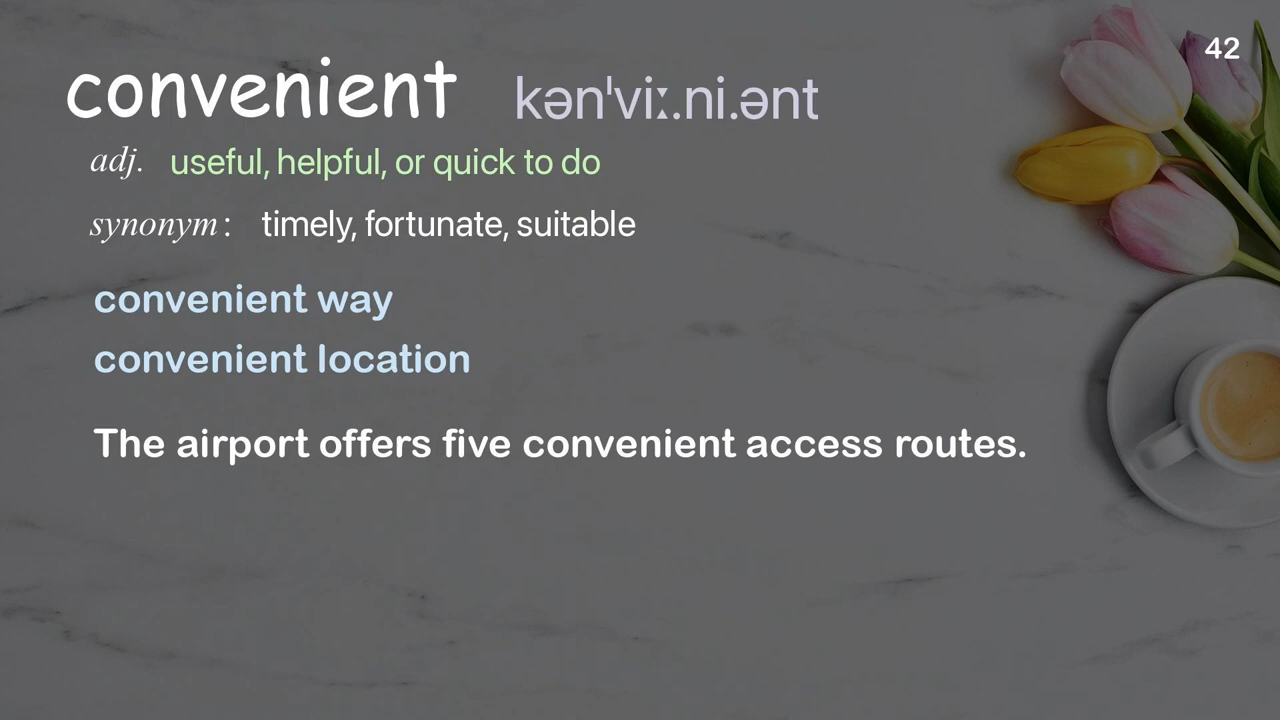 42
convenient kən'viː.ni.ənt
adj. useful, helpful, or quick to do
synonym: timely, fortunate, suitable
convenient way
convenient location
The airport offers five convenient access routes.